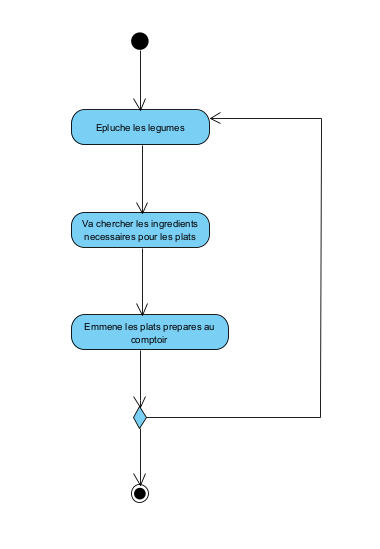 Epluche les legumes
Va chercher les ingredients
necessaires pour les plats
Emmene les plats prepares au
comptoir